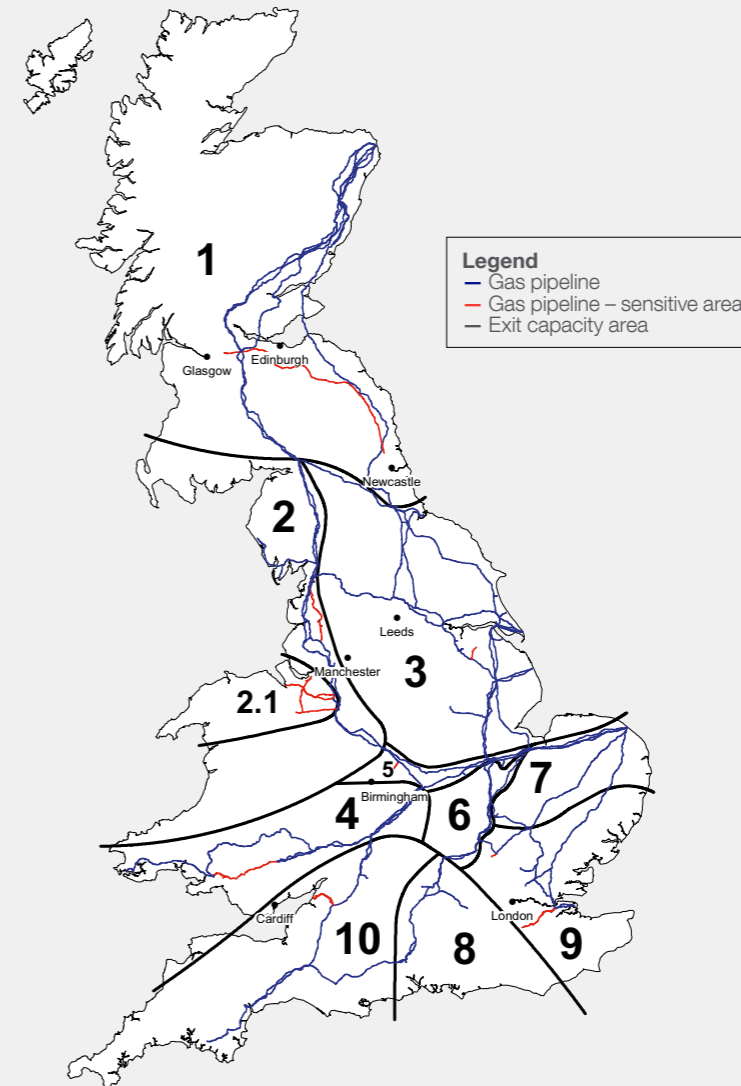 1
Legend
Gas pipeline
Gas pipeline – sensitive area
Exit capacity area
Glasgow
Edinburgh
Newcastle
2
Leeds
Manchester
3
2.1
5
7
Birmingham
4
6
Cardiff
London
10
8
9